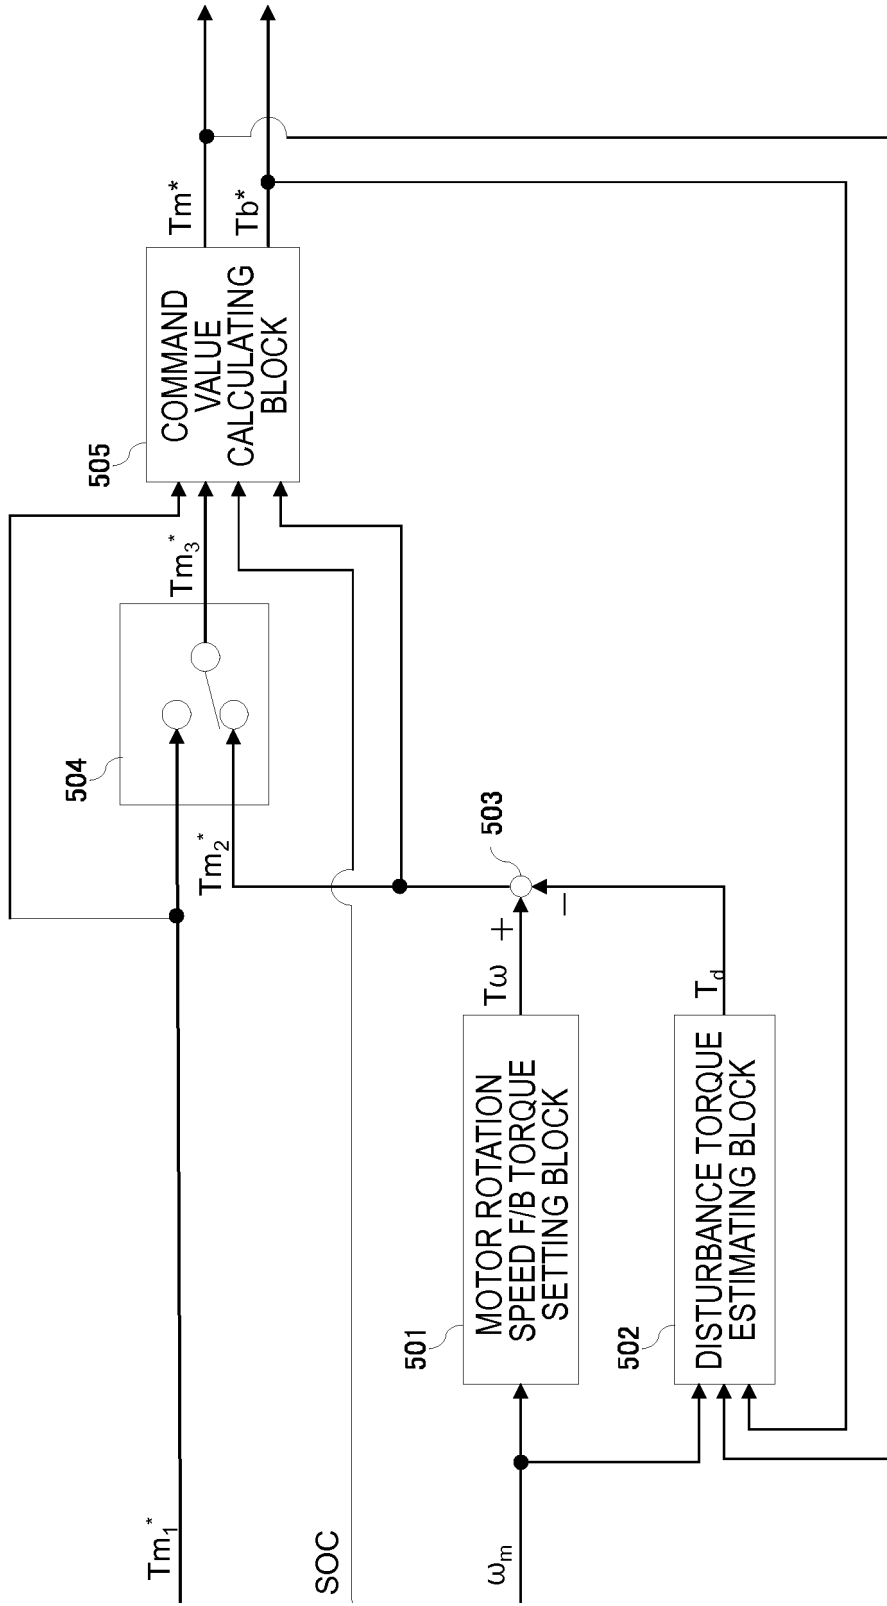 Tm1*
SOC
ωm
501
MOTOR ROTATION
SPEED F/B TORQUE
SETTING BLOCK
502
DISTURBANCE TORQUE
ESTIMATING BLOCK
Tω
Td
+
−
503
Tm2*
504
Tm3*
505
COMMAND
VALUE
CALCULATING
BLOCK
Tm*
Tb*